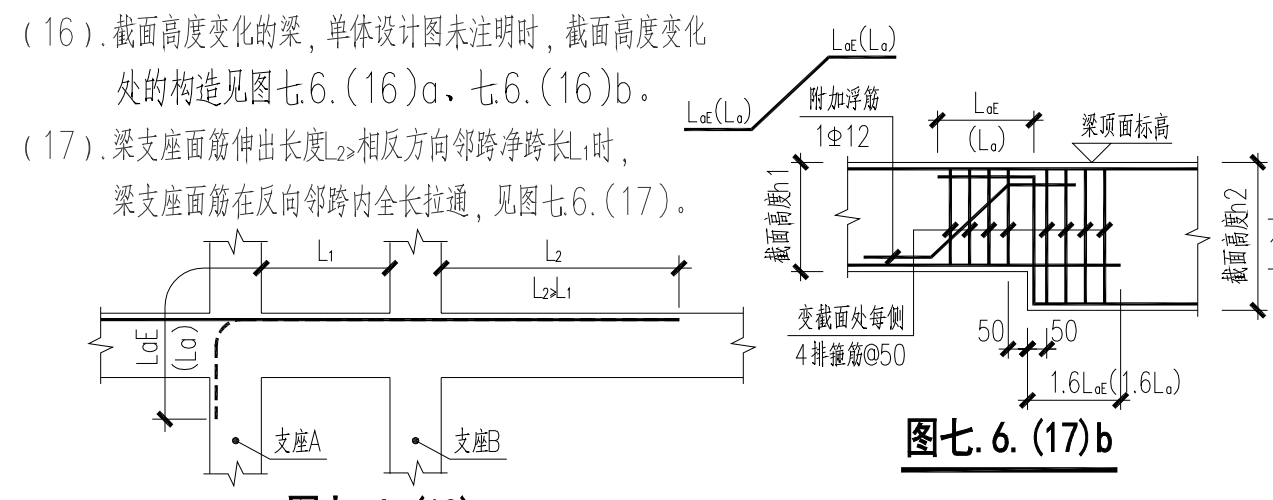 (16).截面高度变化的梁,单体设计图未注明时,截面高度变化
处的构造见图七.6.(16)a、七.6.(16)b。
(17).梁支座面筋伸出长度L₂≥相反方向邻跨净跨长L₁时,
梁支座面筋在反向邻跨内全长拉通,见图七.6.(17)。
L₁
L₂
L₂≥L₁
LaE
(La)
支座A
支座B
LaE(La)
LaE(La)
附加浮筋
1Φ12
LaE
(La)
梁顶面标高
截面高度h1
截面高度h2
变截面处每侧
4排箍筋@50
50
50
1.6LaE(1.6La)
图七.6.(17)b